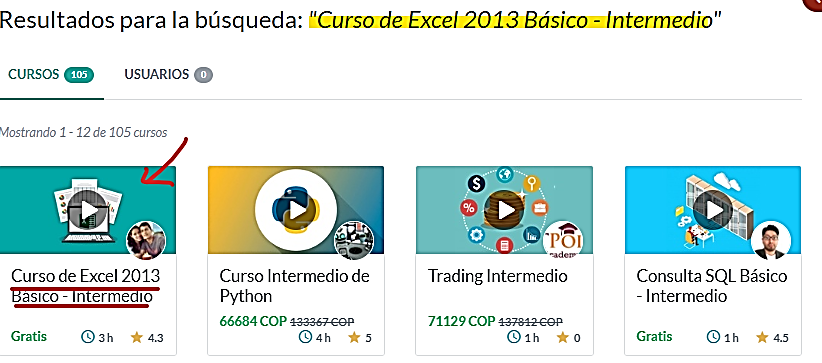 Resultados para la búsqueda: "Curso de Excel 2013 Básico - Intermedio"
CURSOS 105 USUARIOS 0
Mostrando 1 - 12 de 105 cursos
Curso de Excel 2013
Básico - Intermedio
Gratis 3 h 4.3
Curso Intermedio de
Python
66684 COP 133367 COP
4 h 5
$
%
POI
cadem
Trading Intermedio
71129 COP 137812 COP
1 h 0
Consulta SQL Básico
- Intermedio
Gratis 1 h 4.5